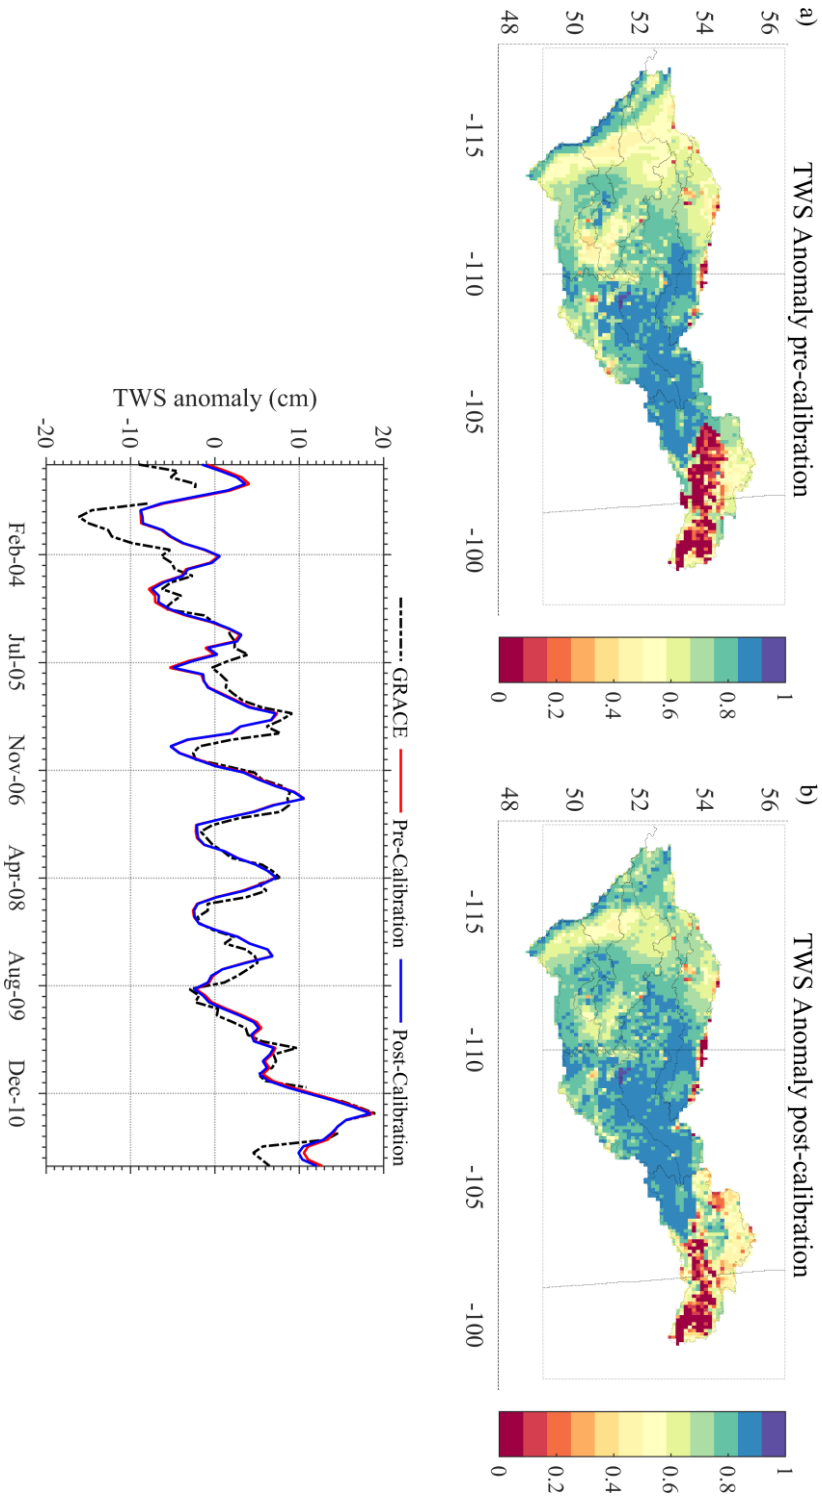 a)
TWS Anomaly pre-calibration
56
54
52
50
48
-115
-110
-105
-100
0
0.2
0.4
0.6
0.8
1
b)
TWS Anomaly post-calibration
56
54
52
50
48
-115
-110
-105
-100
0
0.2
0.4
0.6
0.8
1
GRACE
Pre-Calibration
Post-Calibration
TWS anomaly (cm)
20
10
0
-10
-20
Feb-04
Jul-05
Nov-06
Apr-08
Aug-09
Dec-10